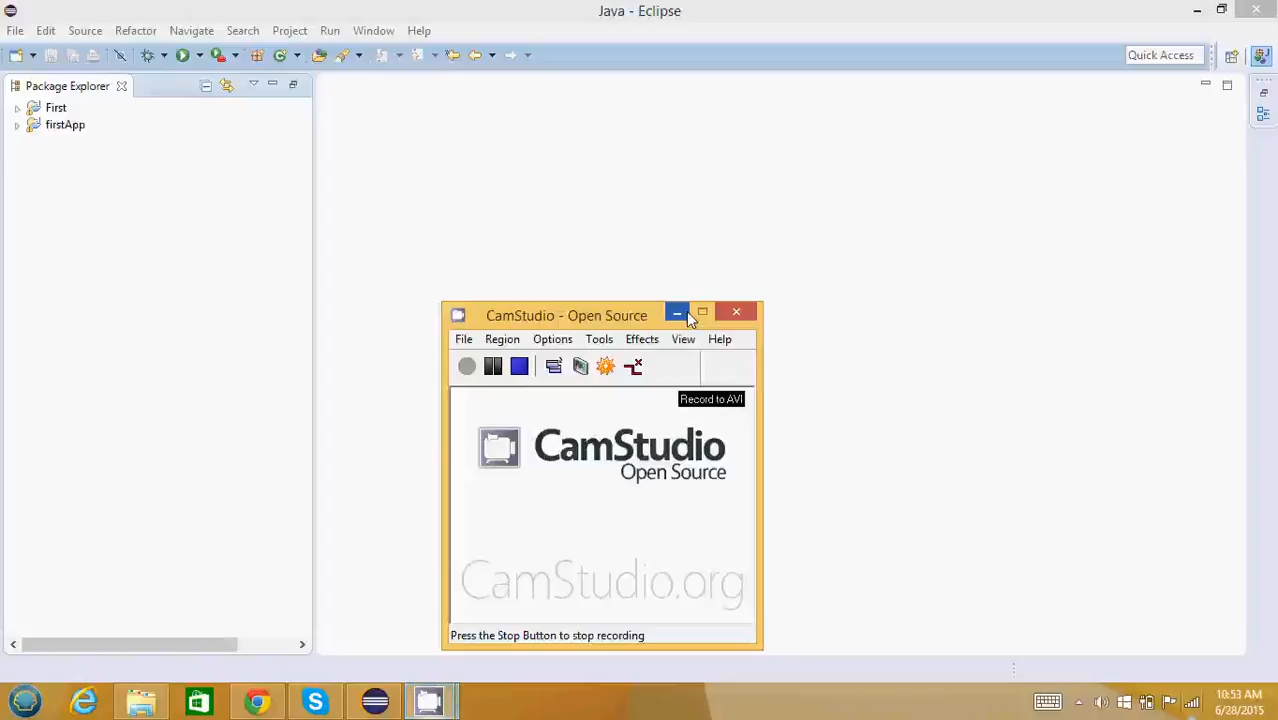 Java - Eclipse
File Edit Source Refactor Navigate Search Project Run Window Help
Quick Access
Package Explorer
First
firstApp
CamStudio - Open Source
File Region Options Tools Effects View Help
Record to AVI
CamStudio
Open Source
CamStudio.org
Press the Stop Button to stop recording
10:53 AM
6/28/2015